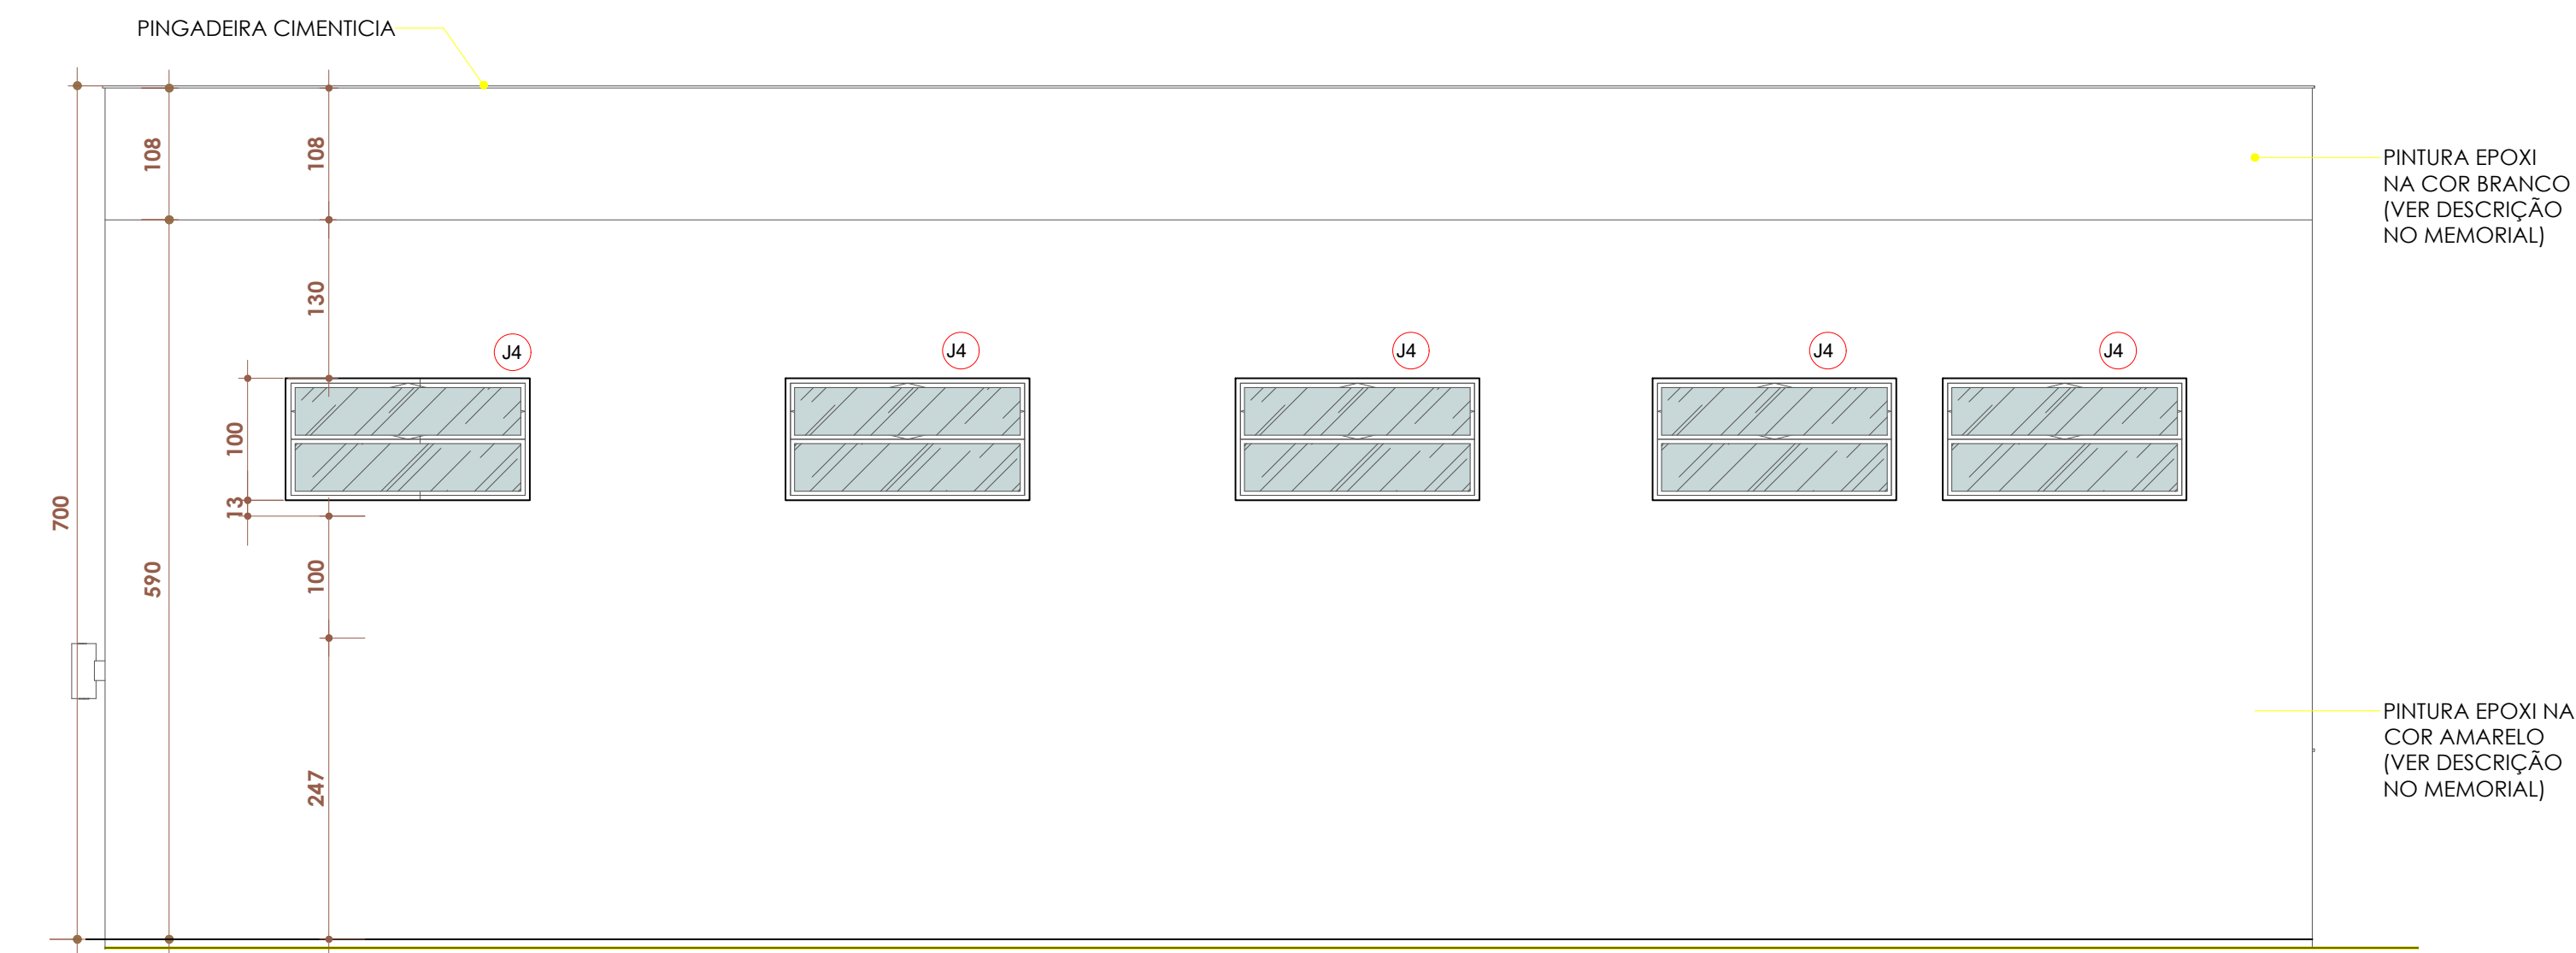 PINGADEIRA CIMENTICIA
108
108
PINTURA EPOXI
NA COR BRANCO
(VER DESCRIÇÃO
NO MEMORIAL)
130
J4
J4
J4
J4
J4
100
13
700
590
100
PINTURA EPOXI NA
COR AMARELO
(VER DESCRIÇÃO
NO MEMORIAL)
247